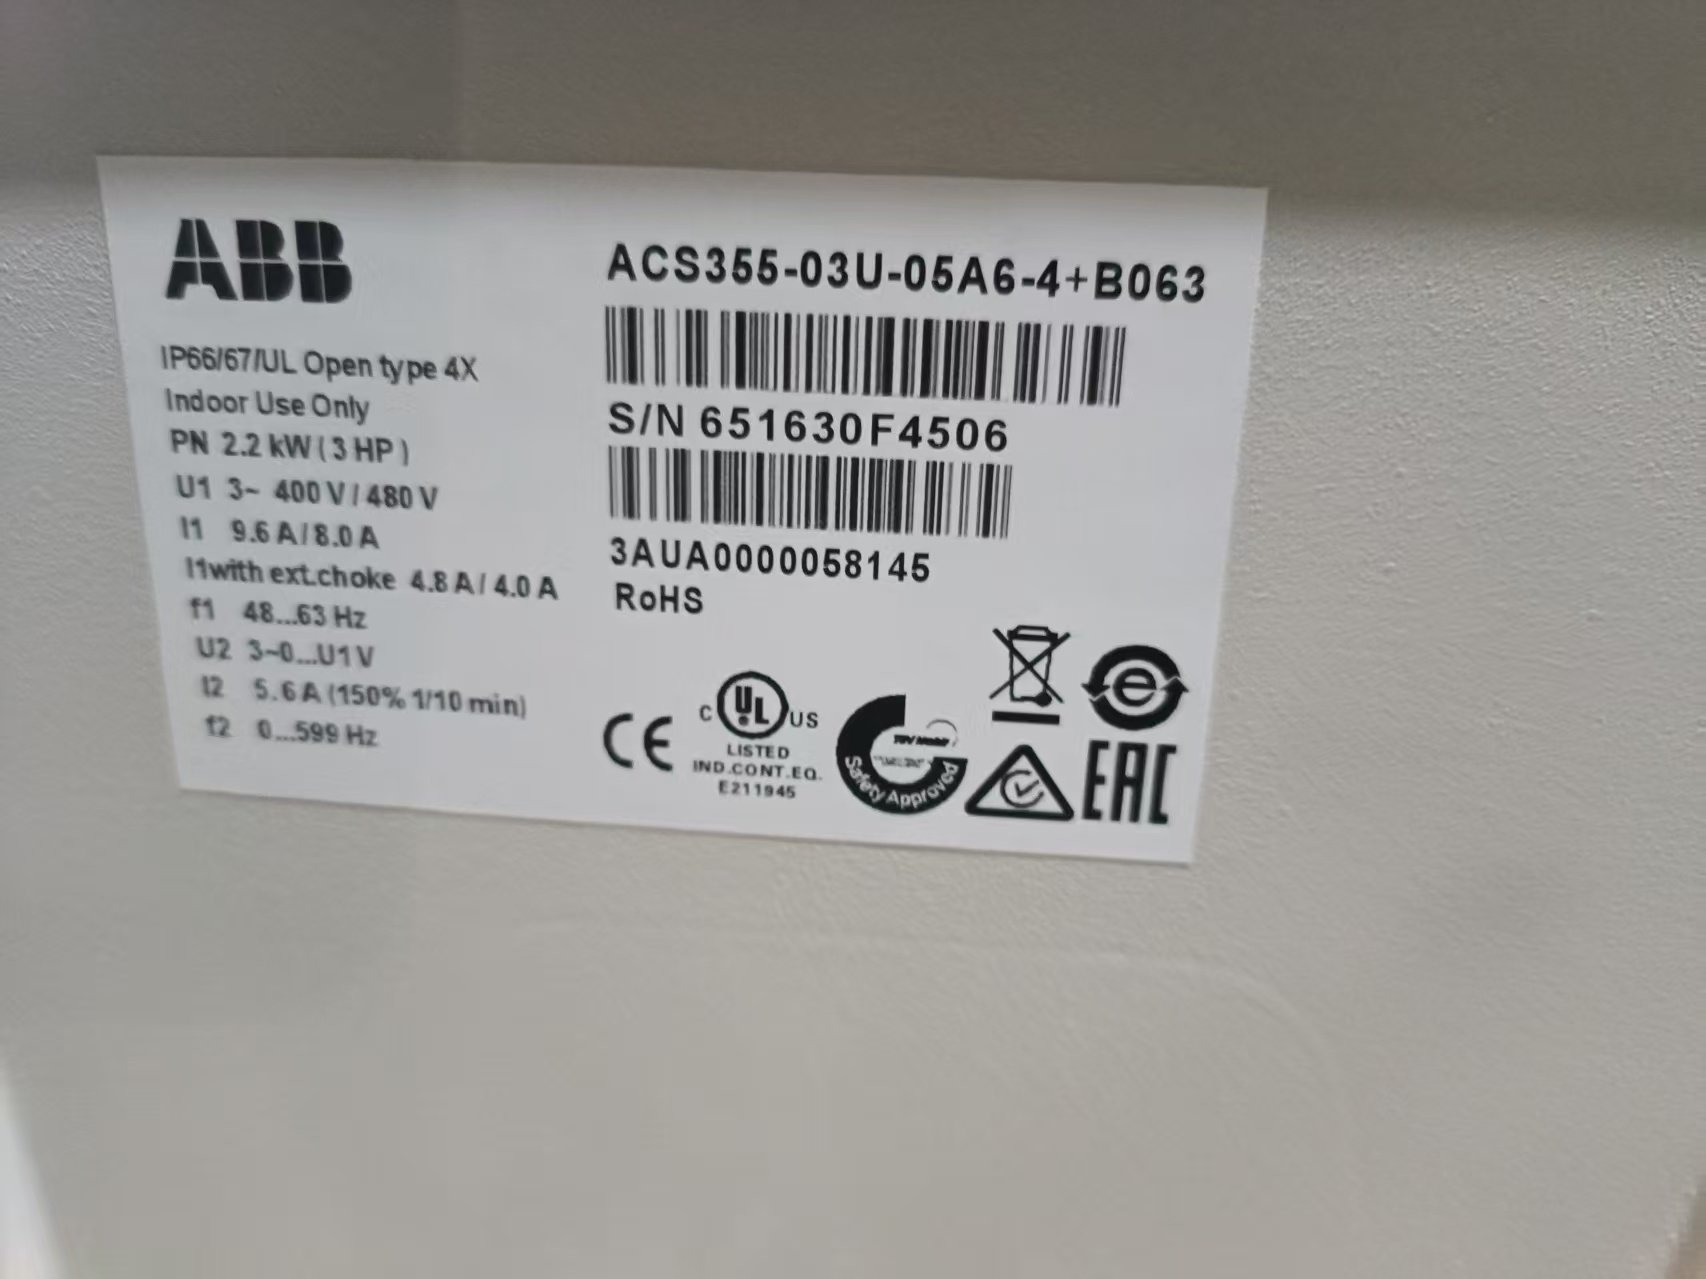 ABB
IP66/67/UL Open type 4X
Indoor Use Only
PN 2.2 kW ( 3 HP )
U1 3~ 400 V / 480 V
I1 9.6 A / 8.0 A
I1with ext.choke 4.8 A / 4.0 A
f1 48...63 Hz
U2 3~0...U1 V
I2 5.6 A (150% 1/10 min)
f2 0...599 Hz
ACS355-03U-05A6-4+B063
S/N 651630F4506
3AUA0000058145
RoHS
CE
C UL US
LISTED
IND.CONT.EQ.
E211945
Safety Approved
e
EAC